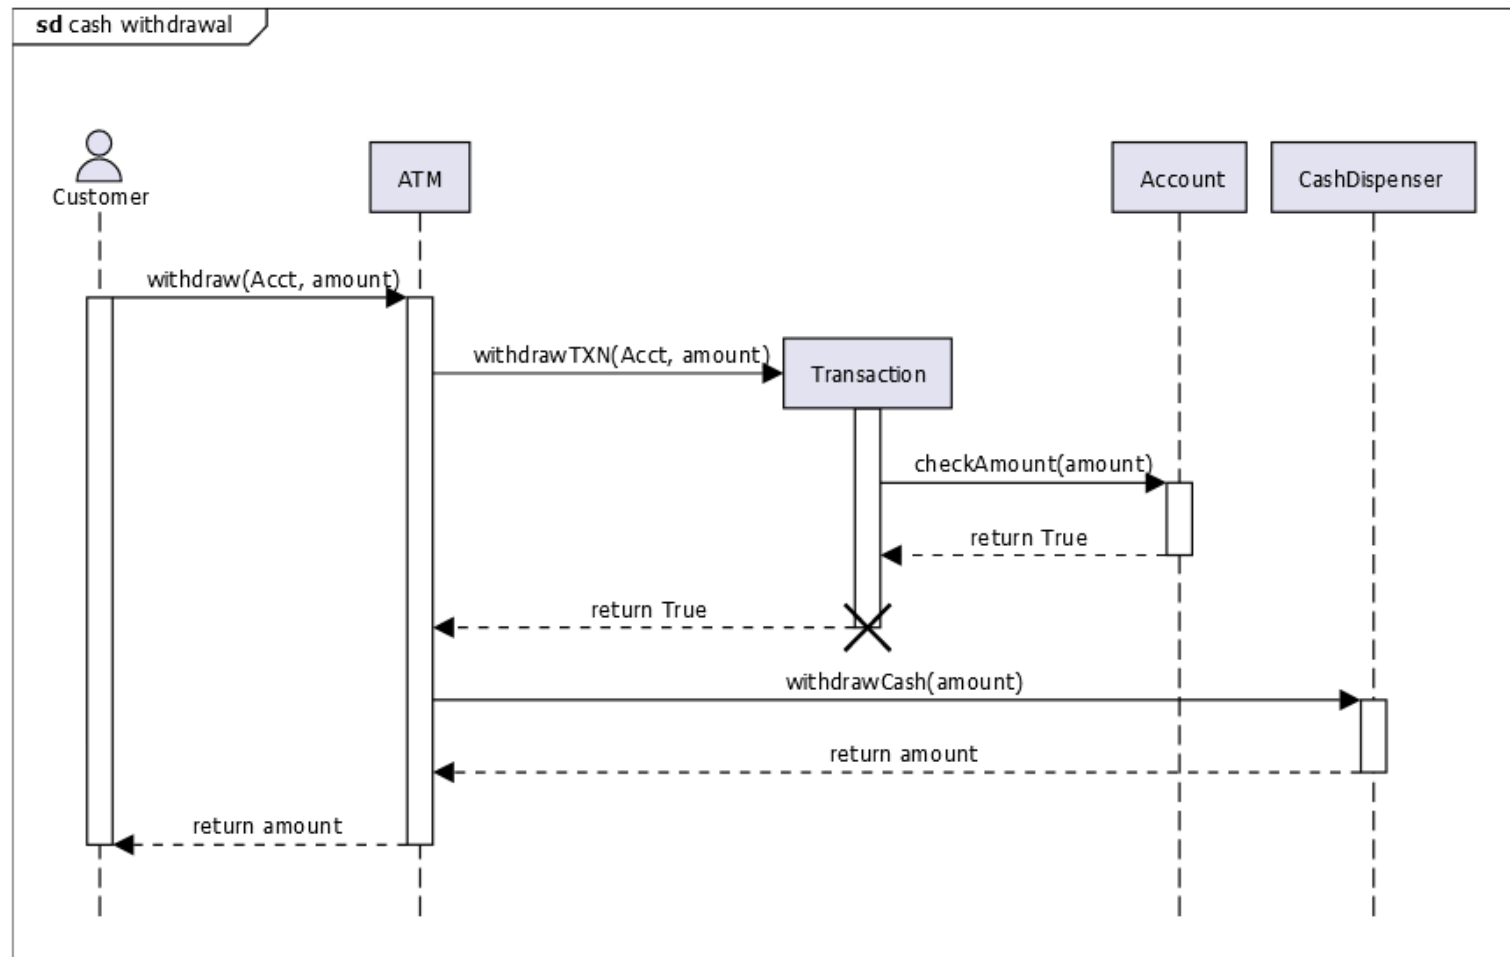 sd cash withdrawal
Customer
ATM
Account
CashDispenser
withdraw(Acct, amount)
withdrawTXN(Acct, amount)
Transaction
checkAmount(amount)
return True
return True
withdrawCash(amount)
return amount
return amount